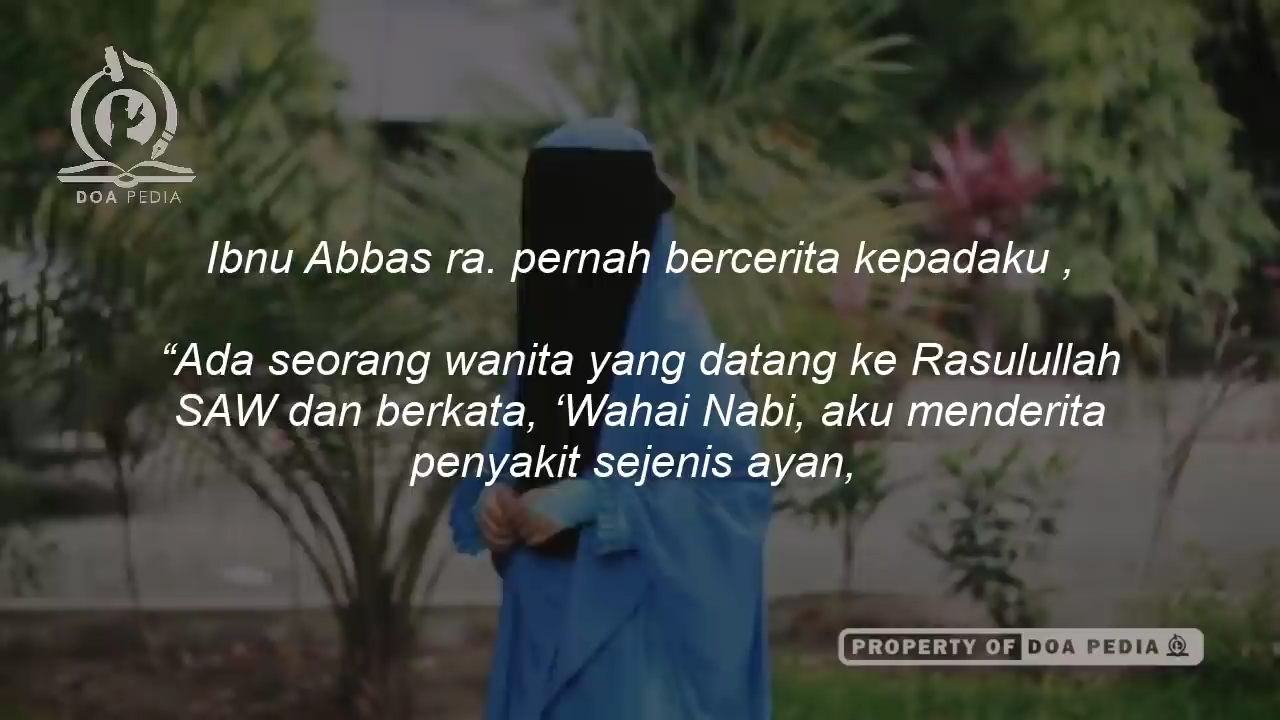 DOA PEDIA
Ibnu Abbas ra. pernah bercerita kepadaku ,
“Ada seorang wanita yang datang ke Rasulullah
SAW dan berkata, ‘Wahai Nabi, aku menderita
penyakit sejenis ayan,
PROPERTY OF DOA PEDIA